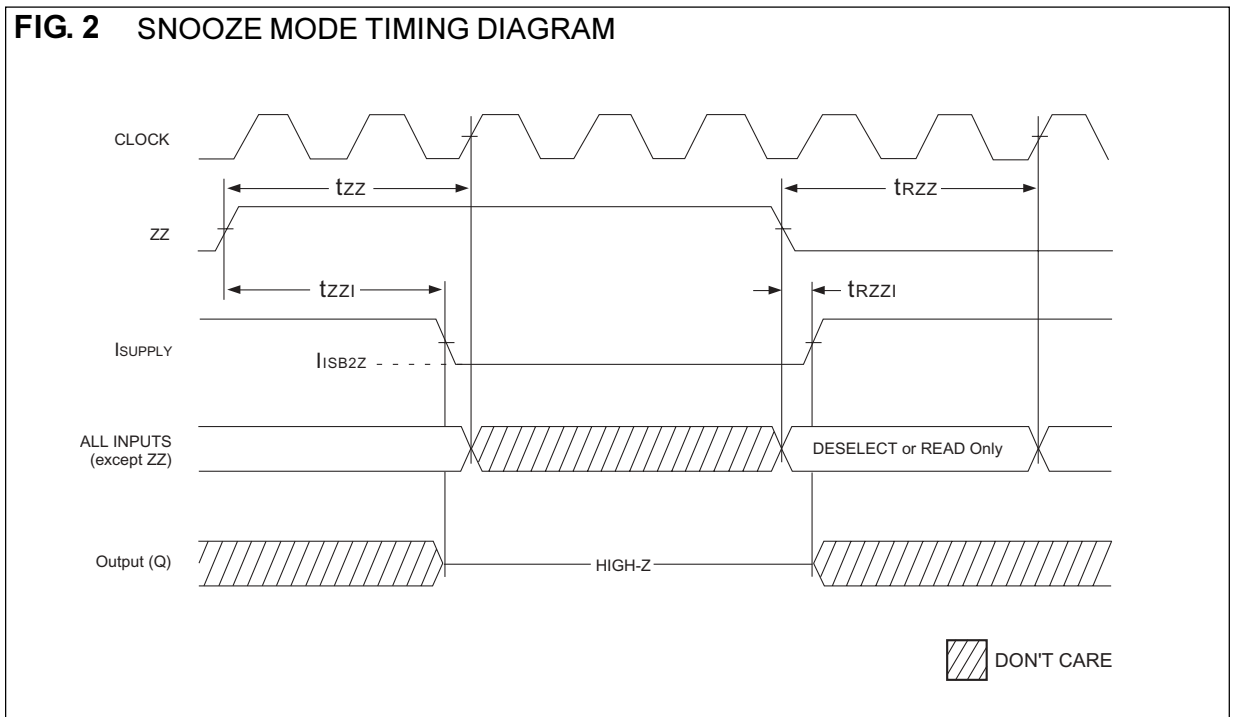 FIG. 2 SNOOZE MODE TIMING DIAGRAM
CLOCK
tZZ
tRZZ
ZZ
tZZI
tRZZI
ISUPPLY
IISB2Z
ALL INPUTS
(except ZZ)
DESELECT or READ Only
Output (Q)
HIGH-Z
DON'T CARE